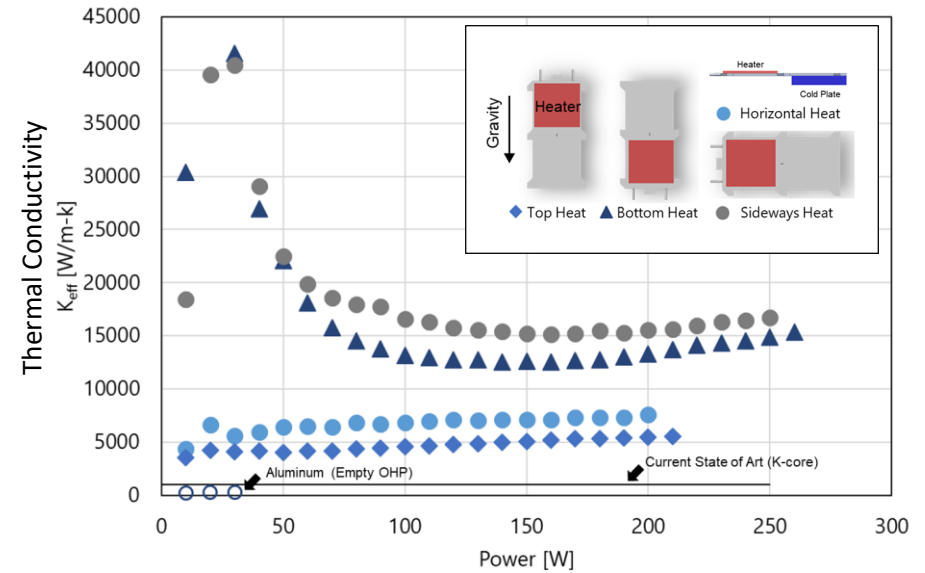 Thermal Conductivity
K_eff [W/m-k]
45000
40000
35000
30000
25000
20000
15000
10000
5000
0
0 50 100 150 200 250 300
Power [W]
Gravity
Heater
Heater
Cold Plate
Horizontal Heat
Top Heat Bottom Heat Sideways Heat
Aluminum (Empty OHP)
Current State of Art (K-core)